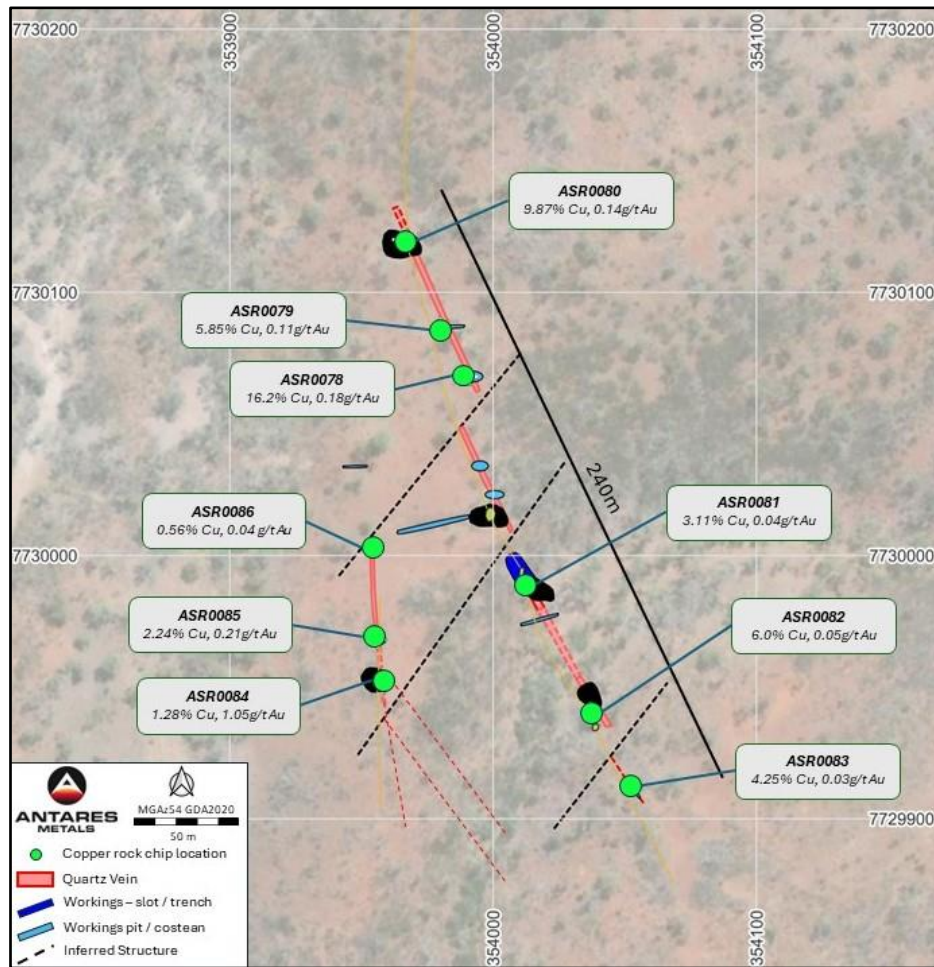 7730200
353900
354000
354100
7730200
ASR0080
9.87% Cu, 0.14g/tAu
7730100
7730100
ASR0079
5.85% Cu, 0.11g/tAu
ASR0078
16.2% Cu, 0.18g/tAu
240m
ASR0086
0.56% Cu, 0.04 g/tAu
ASR0081
3.11% Cu, 0.04g/tAu
7730000
7730000
ASR0085
2.24% Cu, 0.21g/tAu
ASR0082
6.0% Cu, 0.05g/tAu
ASR0084
1.28% Cu, 1.05g/tAu
ASR0083
4.25% Cu, 0.03g/tAu
7729900
ANTARES
METALS
MGAz54 GDA2020
50 m
Copper rock chip location
Quartz Vein
Workings – slot / trench
Workings pit / costean
Inferred Structure
354000
354100